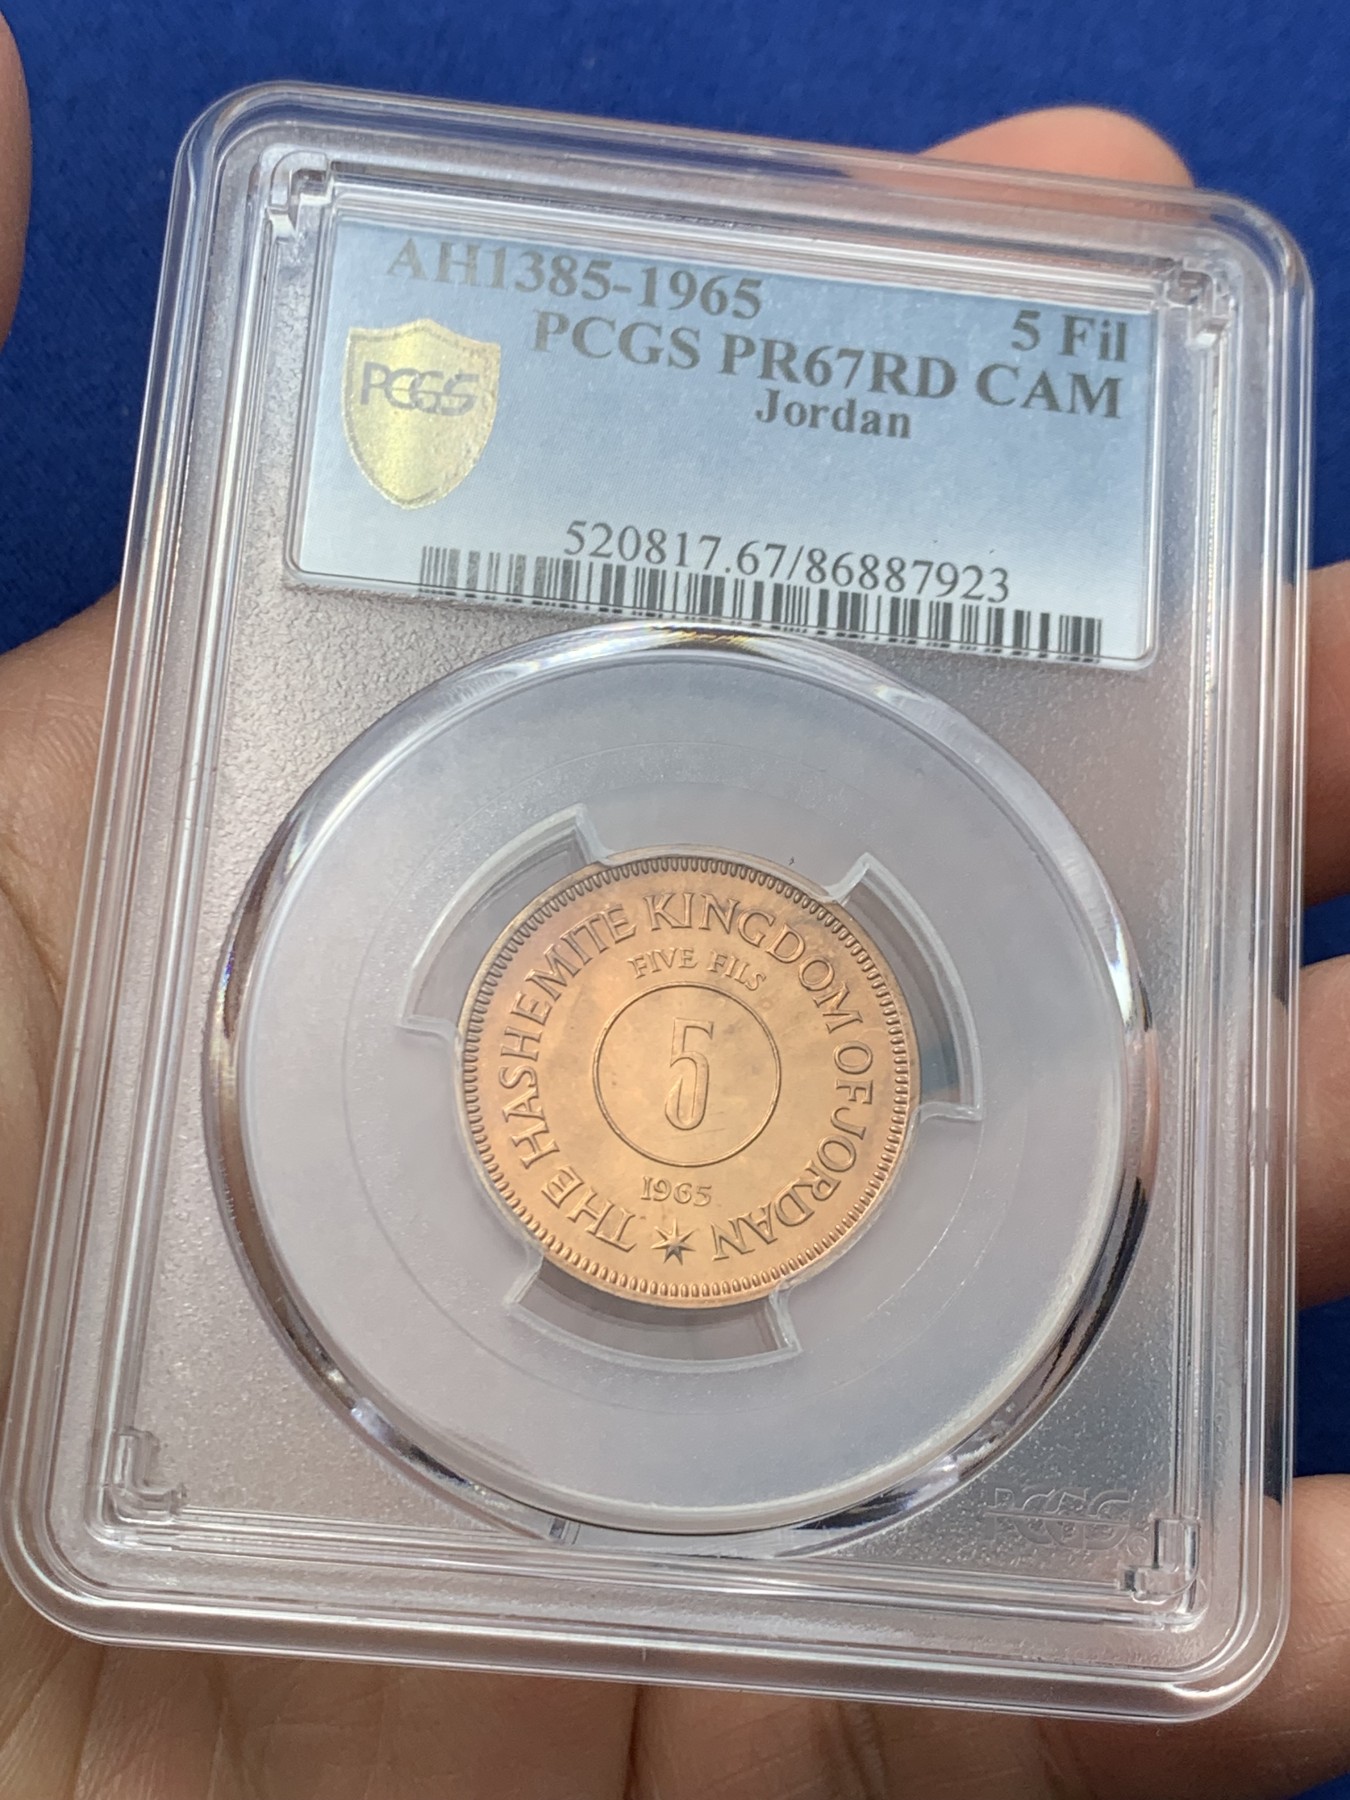 AH1385-1965
5 Fil
PCGS PR67RD CAM
Jordan
PCGS
520817.67/86887923
THE HASHEMITE KINGDOM OF JORDAN
FIVE FILS
5
1965
PCGS